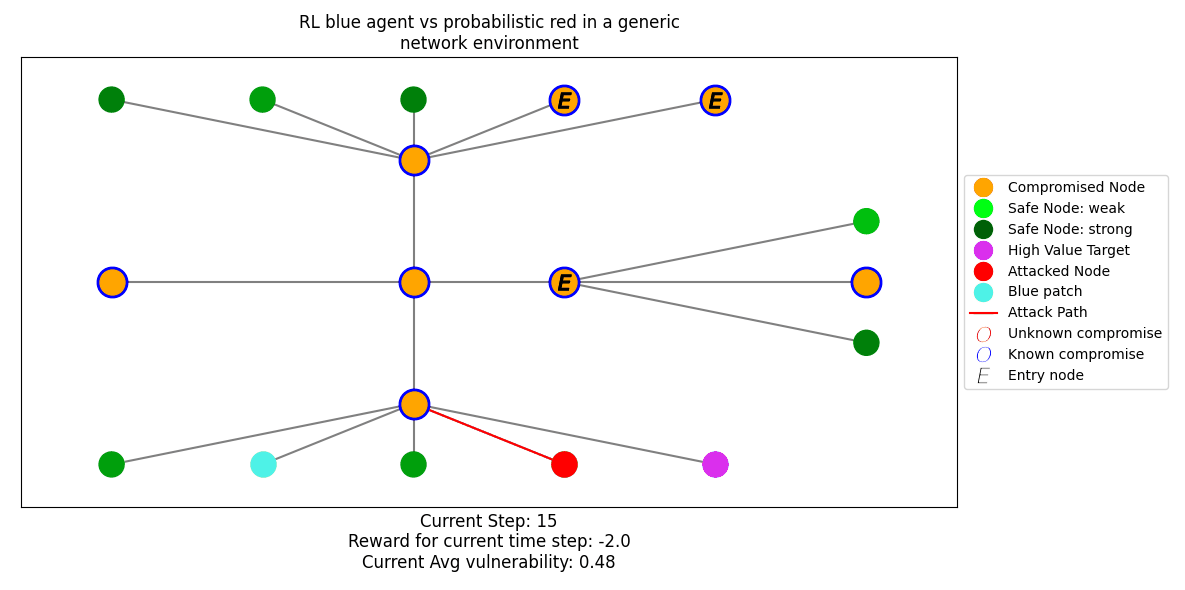 RL blue agent vs probabilistic red in a generic
network environment
E
E
E
Compromised Node
Safe Node: weak
Safe Node: strong
High Value Target
Attacked Node
Blue patch
Attack Path
O Unknown compromise
O Known compromise
E Entry node
Current Step: 15
Reward for current time step: -2.0
Current Avg vulnerability: 0.48